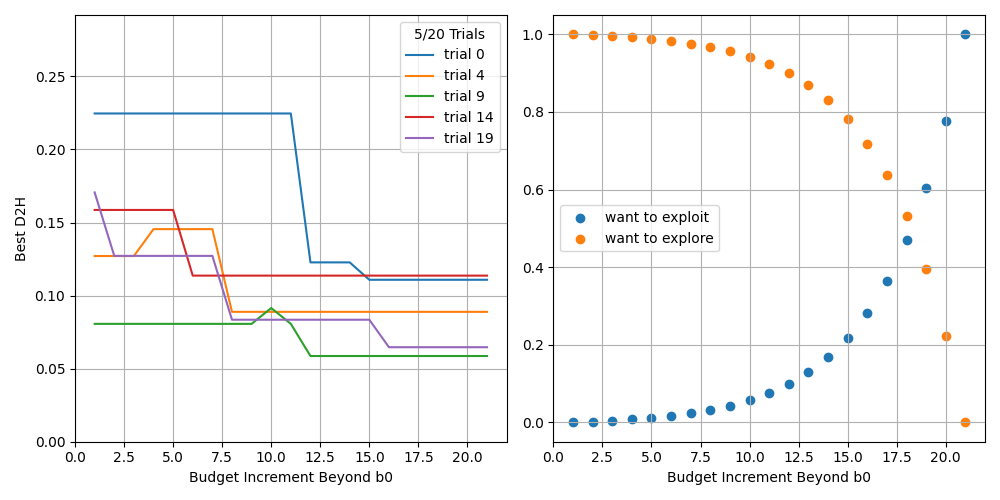 5/20 Trials
trial 0
trial 4
trial 9
trial 14
trial 19
Best D2H
0.25
0.20
0.15
0.10
0.05
0.00
0.0 2.5 5.0 7.5 10.0 12.5 15.0 17.5 20.0
Budget Increment Beyond b0
want to exploit
want to explore
1.0
0.8
0.6
0.4
0.2
0.0
0.0 2.5 5.0 7.5 10.0 12.5 15.0 17.5 20.0
Budget Increment Beyond b0